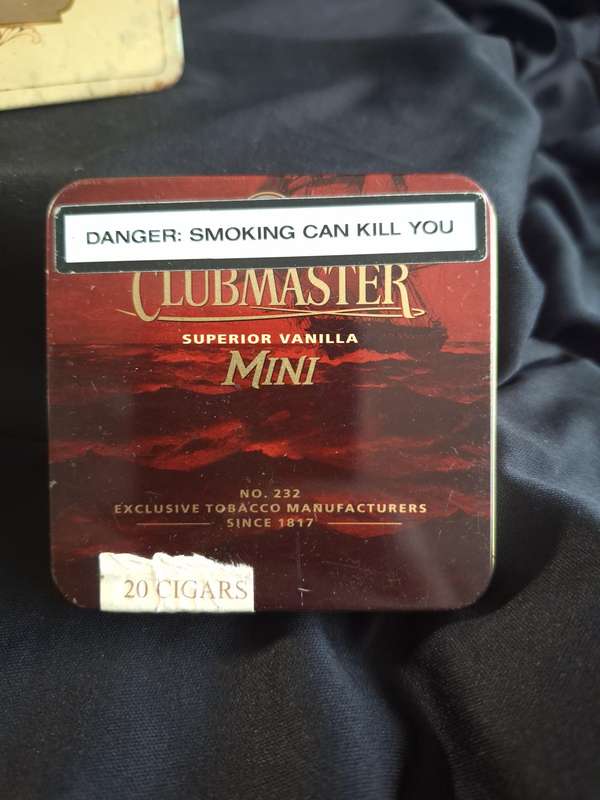 DANGER: SMOKING CAN KILL YOU
CLUBMASTER
SUPERIOR VANILLA
MINI
NO. 232
EXCLUSIVE TOBACCO MANUFACTURERS
SINCE 1817
20 CIGARS